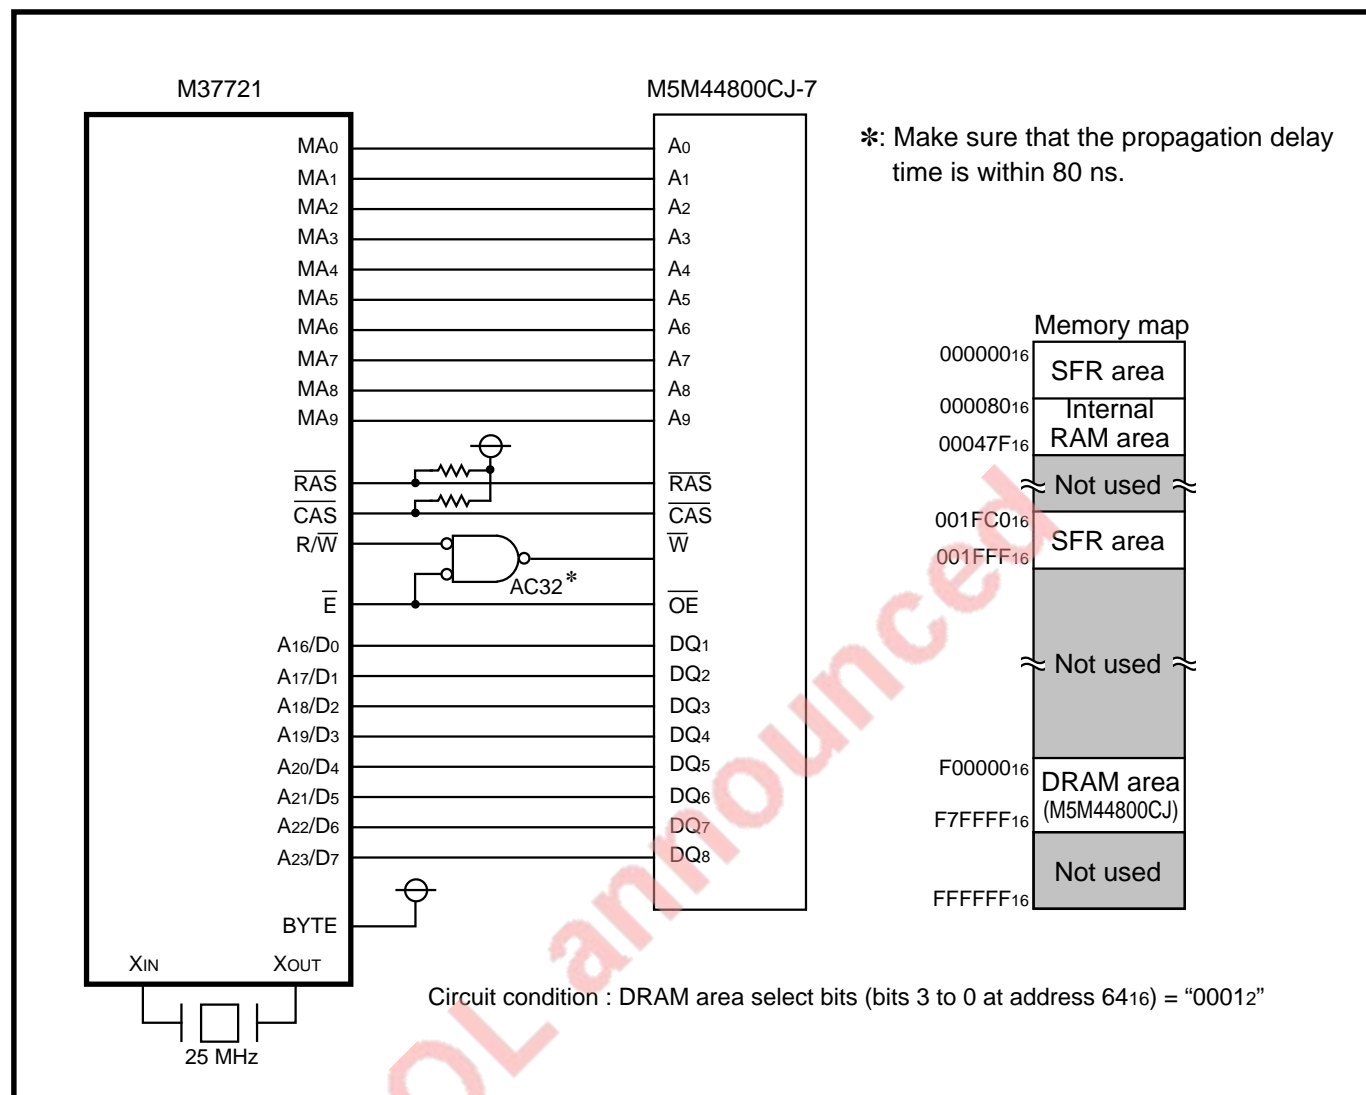 M37721
M5M44800CJ-7
MA0
MA1
MA2
MA3
MA4
MA5
MA6
MA7
MA8
MA9
RAS
CAS
R/W
E
A16/D0
A17/D1
A18/D2
A19/D3
A20/D4
A21/D5
A22/D6
A23/D7
BYTE
XIN
XOUT
25 MHz
AC32*
A0
A1
A2
A3
A4
A5
A6
A7
A8
A9
RAS
CAS
W
OE
DQ1
DQ2
DQ3
DQ4
DQ5
DQ6
DQ7
DQ8
*: Make sure that the propagation delay
time is within 80 ns.
Memory map
00000016
SFR area
00008016
Internal
00047F16
RAM area
Not used
001FC016
SFR area
001FFF16
Not used
F0000016
DRAM area
(M5M44800CJ)
F7FFFF16
Not used
FFFFFF16
Circuit condition : DRAM area select bits (bits 3 to 0 at address 6416) = “00012”
OL announced